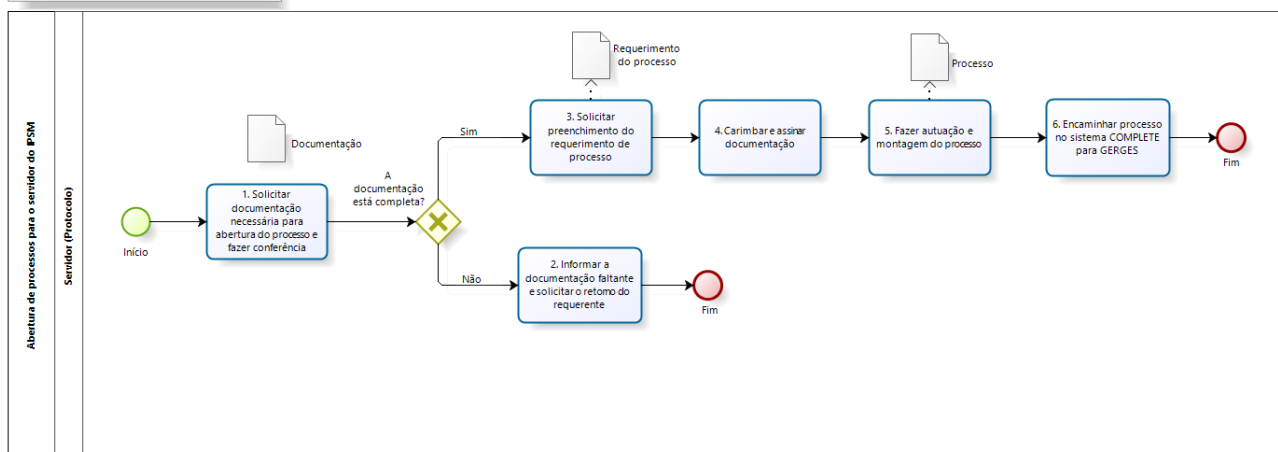 Abertura de processos para o servidor do IPSM
Servidor (Protocolo)
Início
1. Solicitar
documentação
necessária para
abertura do processo e
fazer conferência
Documentação
A
documentação
está completa?
Sim
Não
3. Solicitar
preenchimento do
requerimento de
processo
Requerimento
do processo
4. Carimbar e assinar
documentação
5. Fazer autuação e
montagem do processo
Processo
6. Encaminhar processo
no sistema COMPLETE
para GERGES
Fim
2. Informar a
documentação faltante
e solicitar o retorno do
requerente
Fim